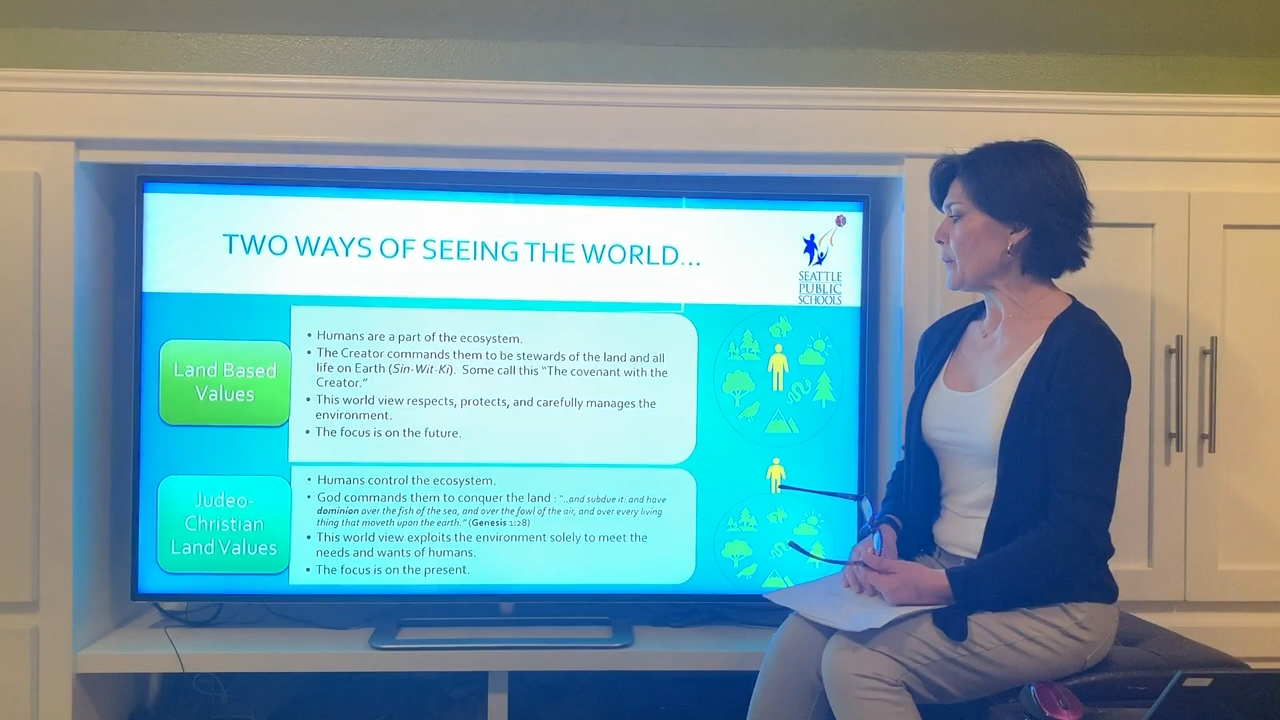 TWO WAYS OF SEEING THE WORLD...
SEATTLE
PUBLIC
SCHOOLS
Land Based
Values
• Humans are a part of the ecosystem.
• The Creator commands them to be stewards of the land and all
life on Earth (Sin-Wit-Ki). Some call this "The covenant with the
Creator."
• This world view respects, protects, and carefully manages the
environment.
• The focus is on the future.
Judeo-
Christian
Land Values
• Humans control the ecosystem.
• God commands them to conquer the land : "..and subdue it: and have
dominion over the fish of the sea, and over the fowl of the air, and over every living
thing that moveth upon the earth." (Genesis 1:28)
• This world view exploits the environment solely to meet the
needs and wants of humans.
• The focus is on the present.